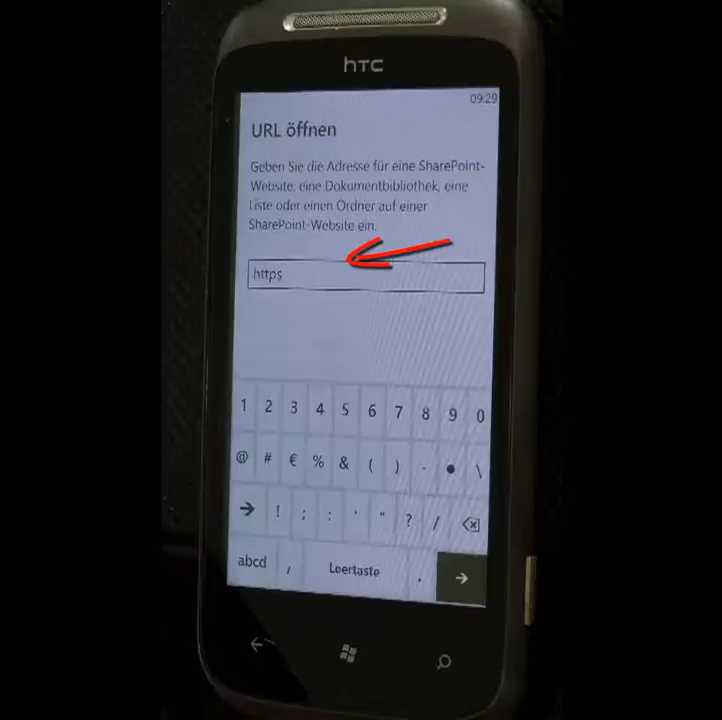 hTC
09:29
URL öffnen
Geben Sie die Adresse für eine SharePoint-
Website, eine Dokumentbibliothek, eine
Liste oder einen Ordner auf einer
SharePoint-Website ein.
https
1 2 3 4 5 6 7 8 9 0
@ # € % & ( ) - \
! ; : ' " ? /
abcd , Leertaste .